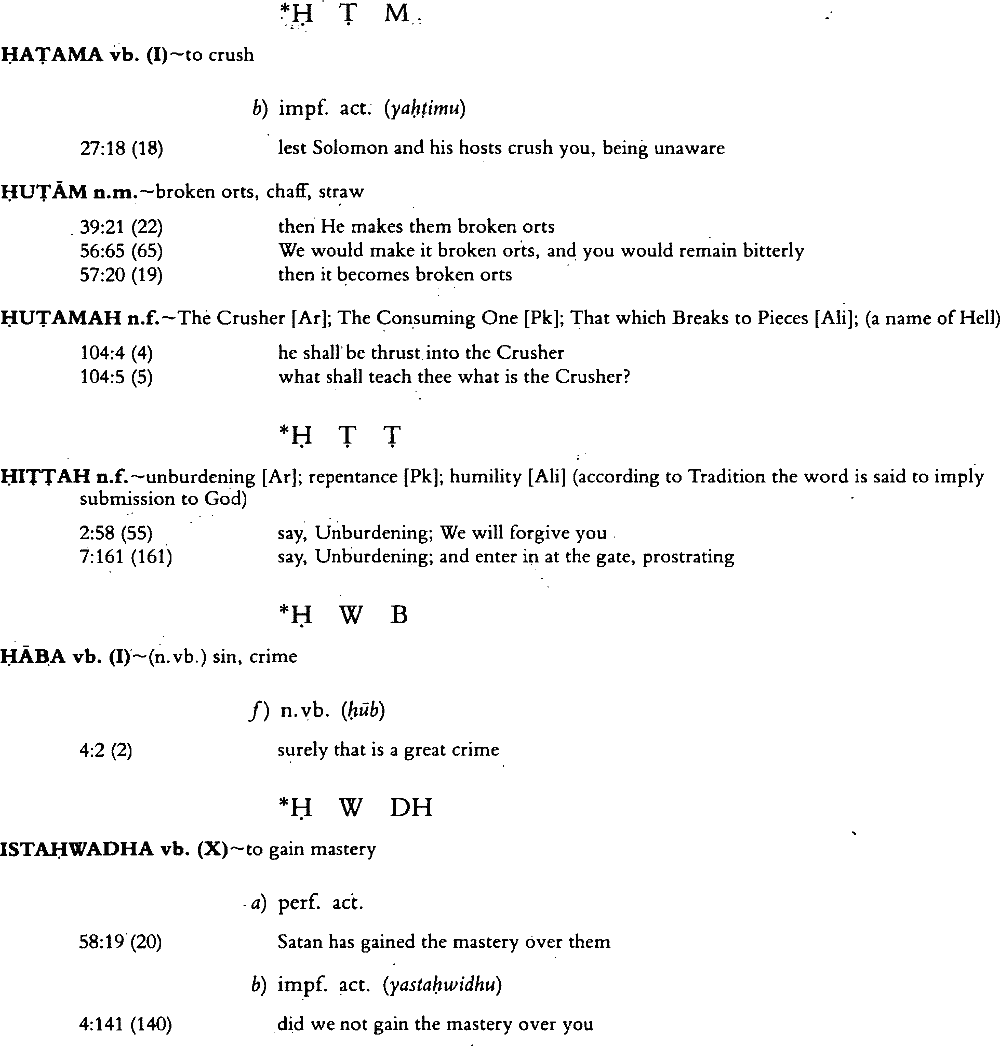 *Ḥ Ṭ M
ḤAṬAMA vb. (I)~to crush
b) impf. act. (yaḥṭimu)
27:18 (18) lest Solomon and his hosts crush you, being unaware
ḤUṬĀM n.m.~broken orts, chaff, straw
39:21 (22) then He makes them broken orts
56:65 (65) We would make it broken orts, and you would remain bitterly
57:20 (19) then it becomes broken orts
ḤUṬAMAH n.f.~The Crusher [Ar]; The Consuming One [Pk]; That which Breaks to Pieces [Ali]; (a name of Hell)
104:4 (4) he shall be thrust into the Crusher
104:5 (5) what shall teach thee what is the Crusher?
*Ḥ Ṭ Ṭ
ḤIṬṬAH n.f.~unburdening [Ar]; repentance [Pk]; humility [Ali] (according to Tradition the word is said to imply
submission to God)
2:58 (55) say, Unburdening; We will forgive you
7:161 (161) say, Unburdening; and enter in at the gate, prostrating
*Ḥ W B
ḤĀBA vb. (I)~(n.vb.) sin, crime
f) n.vb. (ḥūb)
4:2 (2) surely that is a great crime
*Ḥ W DH
ISTAḤWADHA vb. (X)~to gain mastery
a) perf. act.
58:19 (20) Satan has gained the mastery over them
b) impf. act. (yastaḥwidhu)
4:141 (140) did we not gain the mastery over you